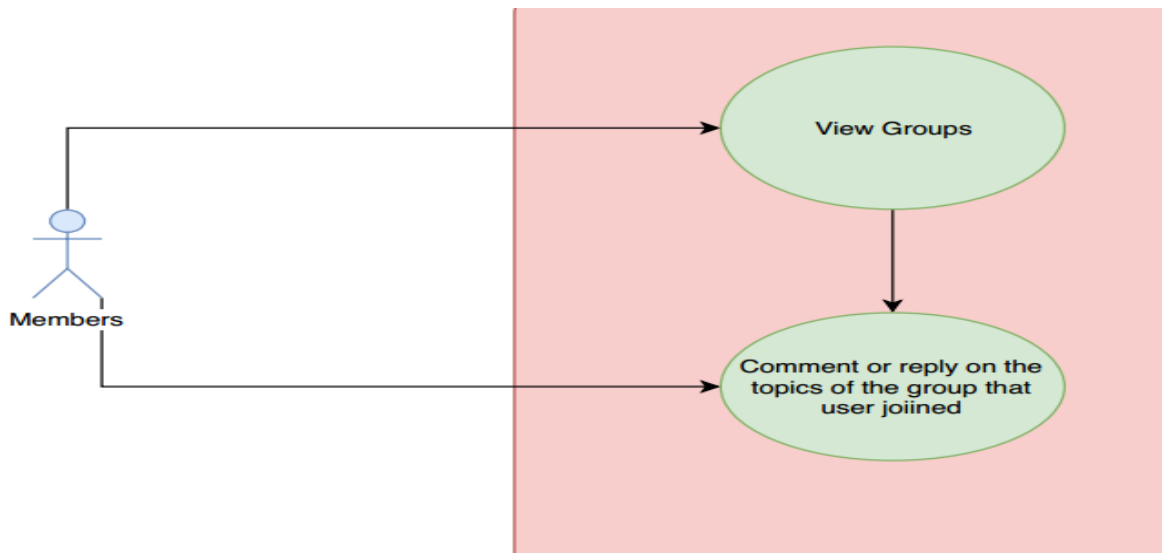 View Groups
Members
Comment or reply on the
topics of the group that
user joiined